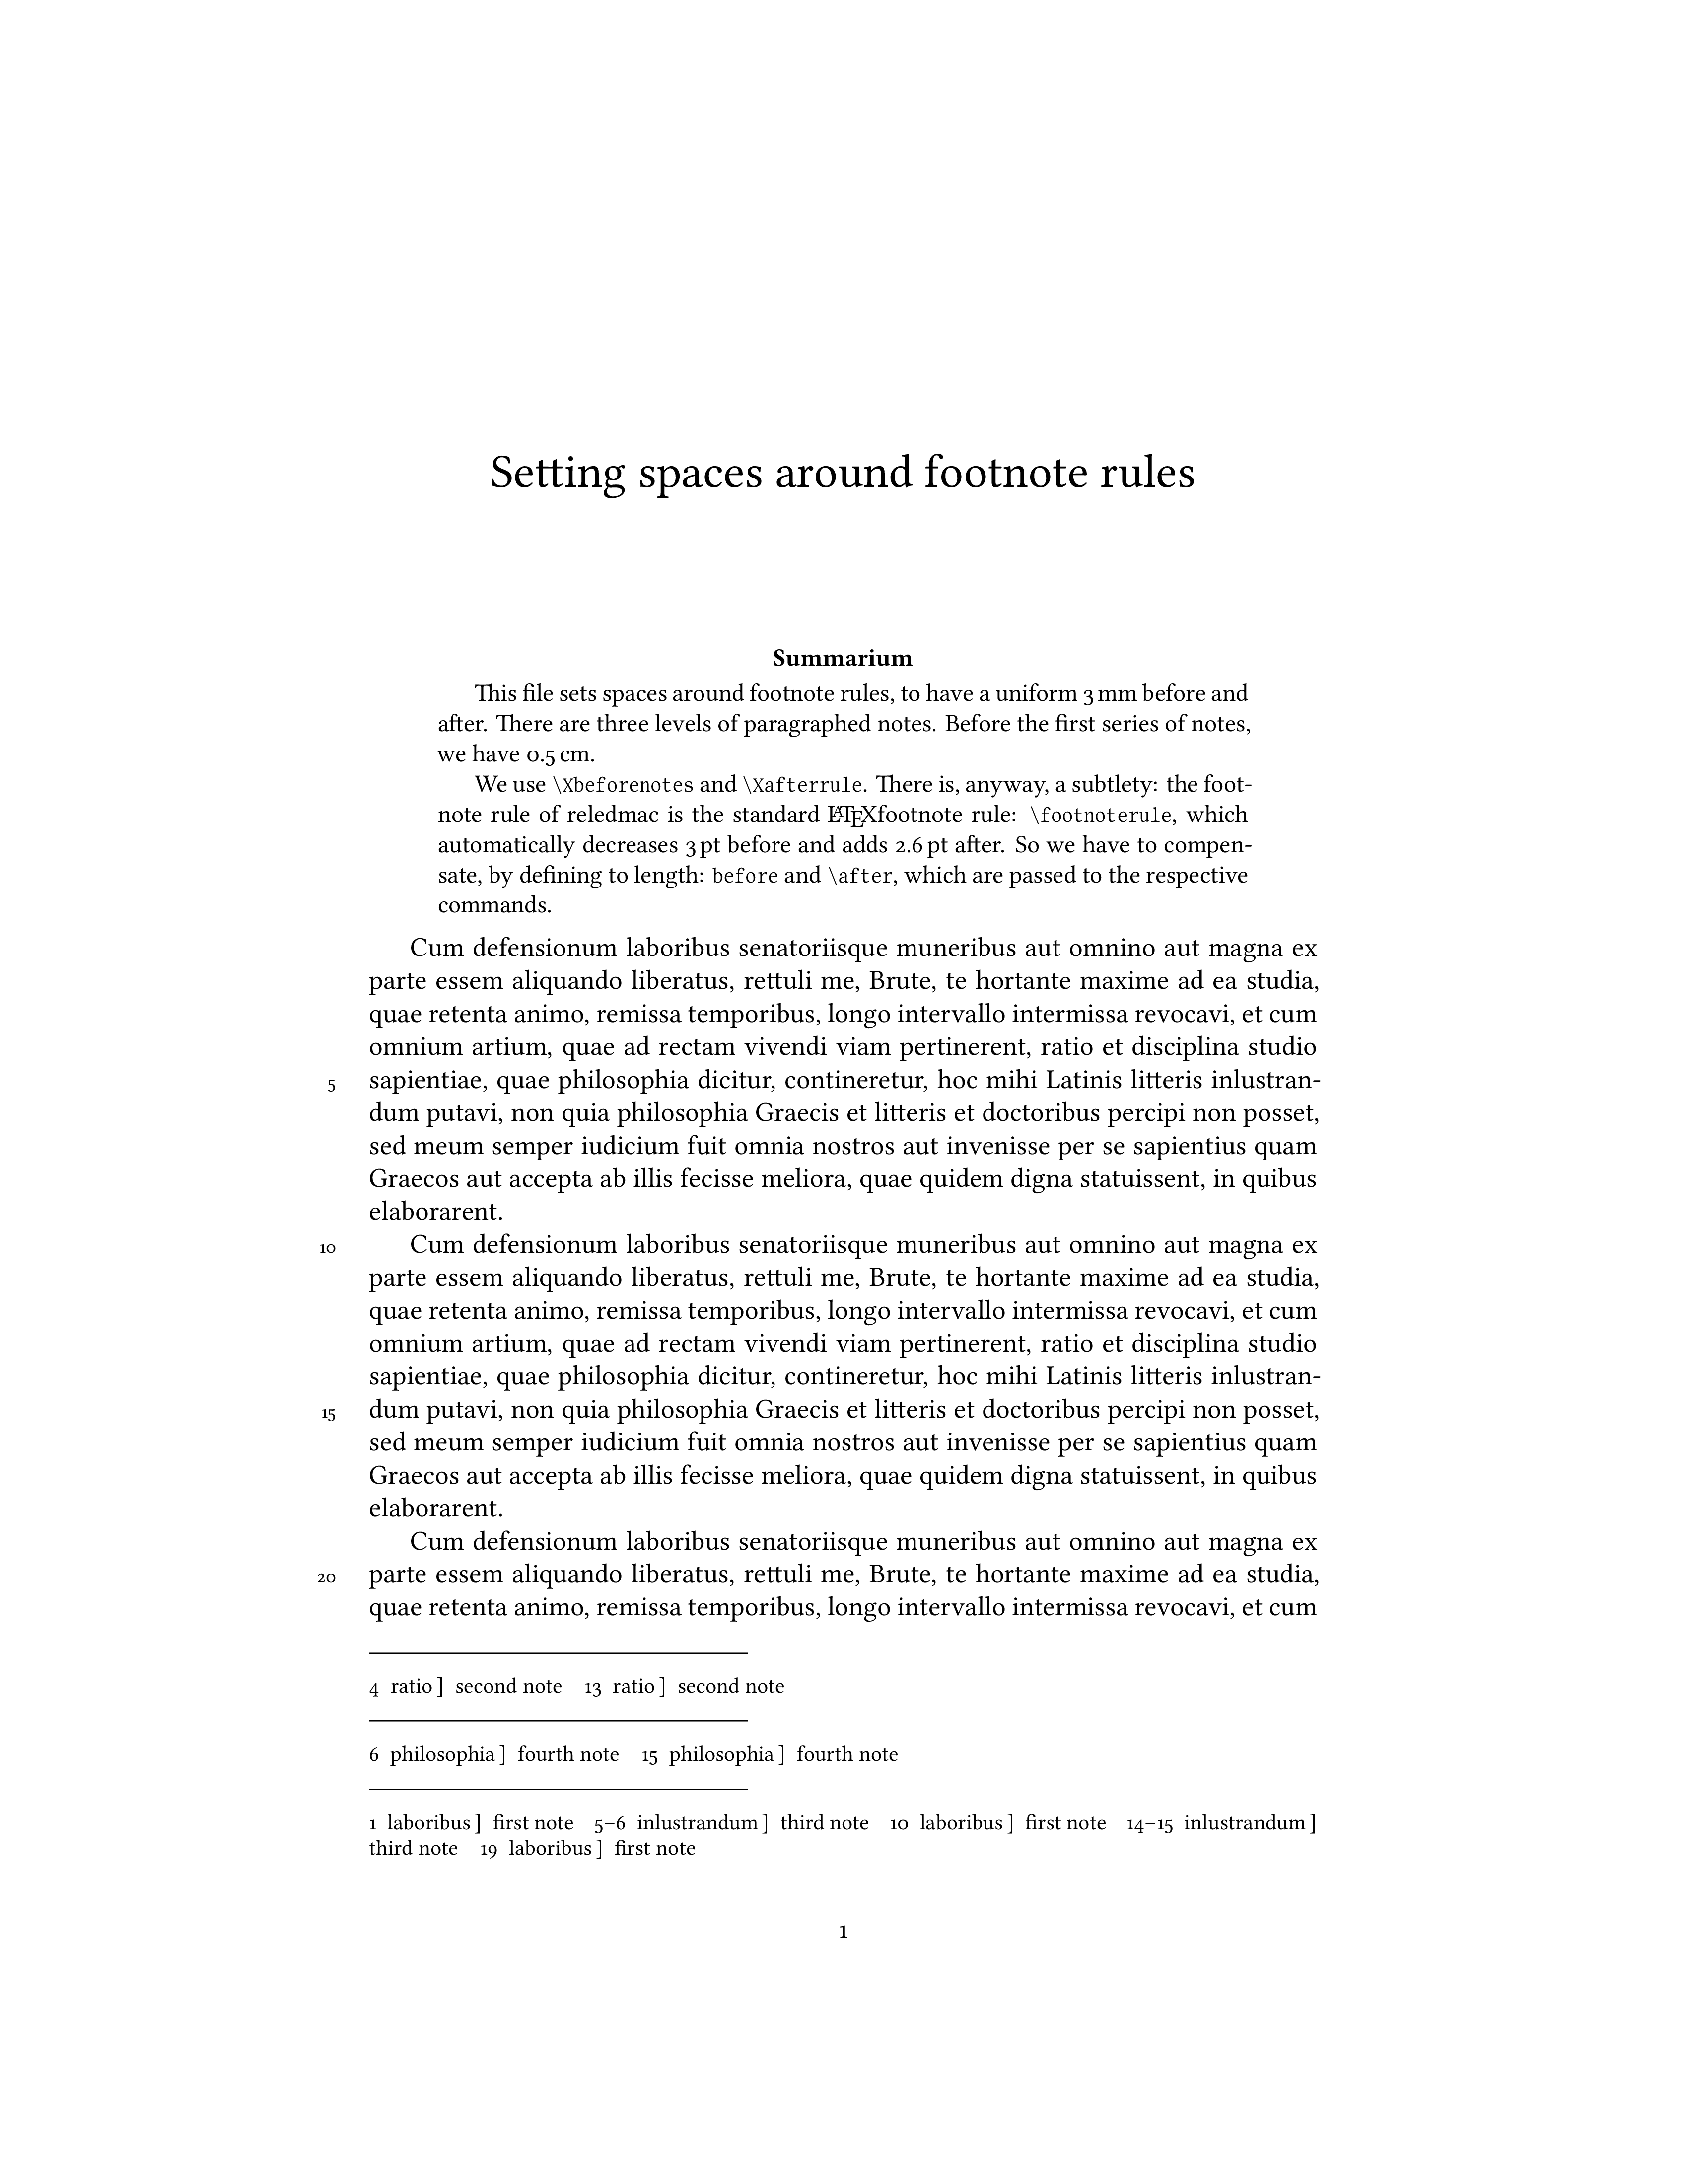 Setting spaces around footnote rules
Summarium
This file sets spaces around footnote rules, to have a uniform 3 mm before and
after. There are three levels of paragraphed notes. Before the first series of notes,
we have 0.5 cm.
We use \Xbeforenotes and \Xafterrule. There is, anyway, a subtlety: the foot-
note rule of reledmac is the standard LATEXfootnote rule: \footnoterule, which
automatically decreases 3 pt before and adds 2.6 pt after. So we have to compen-
sate, by defining to length: before and \after, which are passed to the respective
commands.
Cum defensionum laboribus senatoriisque muneribus aut omnino aut magna ex
parte essem aliquando liberatus, rettuli me, Brute, te hortante maxime ad ea studia,
quae retenta animo, remissa temporibus, longo intervallo intermissa revocavi, et cum
omnium artium, quae ad rectam vivendi viam pertinerent, ratio et disciplina studio
5 sapientiae, quae philosophia dicitur, contineretur, hoc mihi Latinis litteris inlustran-
dum putavi, non quia philosophia Graecis et litteris et doctoribus percipi non posset,
sed meum semper iudicium fuit omnia nostros aut invenisse per se sapientius quam
Graecos aut accepta ab illis fecisse meliora, quae quidem digna statuissent, in quibus
elaborarent.
10 Cum defensionum laboribus senatoriisque muneribus aut omnino aut magna ex
parte essem aliquando liberatus, rettuli me, Brute, te hortante maxime ad ea studia,
quae retenta animo, remissa temporibus, longo intervallo intermissa revocavi, et cum
omnium artium, quae ad rectam vivendi viam pertinerent, ratio et disciplina studio
sapientiae, quae philosophia dicitur, contineretur, hoc mihi Latinis litteris inlustran-
15 dum putavi, non quia philosophia Graecis et litteris et doctoribus percipi non posset,
sed meum semper iudicium fuit omnia nostros aut invenisse per se sapientius quam
Graecos aut accepta ab illis fecisse meliora, quae quidem digna statuissent, in quibus
elaborarent.
Cum defensionum laboribus senatoriisque muneribus aut omnino aut magna ex
20 parte essem aliquando liberatus, rettuli me, Brute, te hortante maxime ad ea studia,
quae retenta animo, remissa temporibus, longo intervallo intermissa revocavi, et cum
4 ratio] second note 13 ratio] second note
6 philosophia] fourth note 15 philosophia] fourth note
1 laboribus] first note 5–6 inlustrandum] third note 10 laboribus] first note 14–15 inlustrandum]
third note 19 laboribus] first note
1